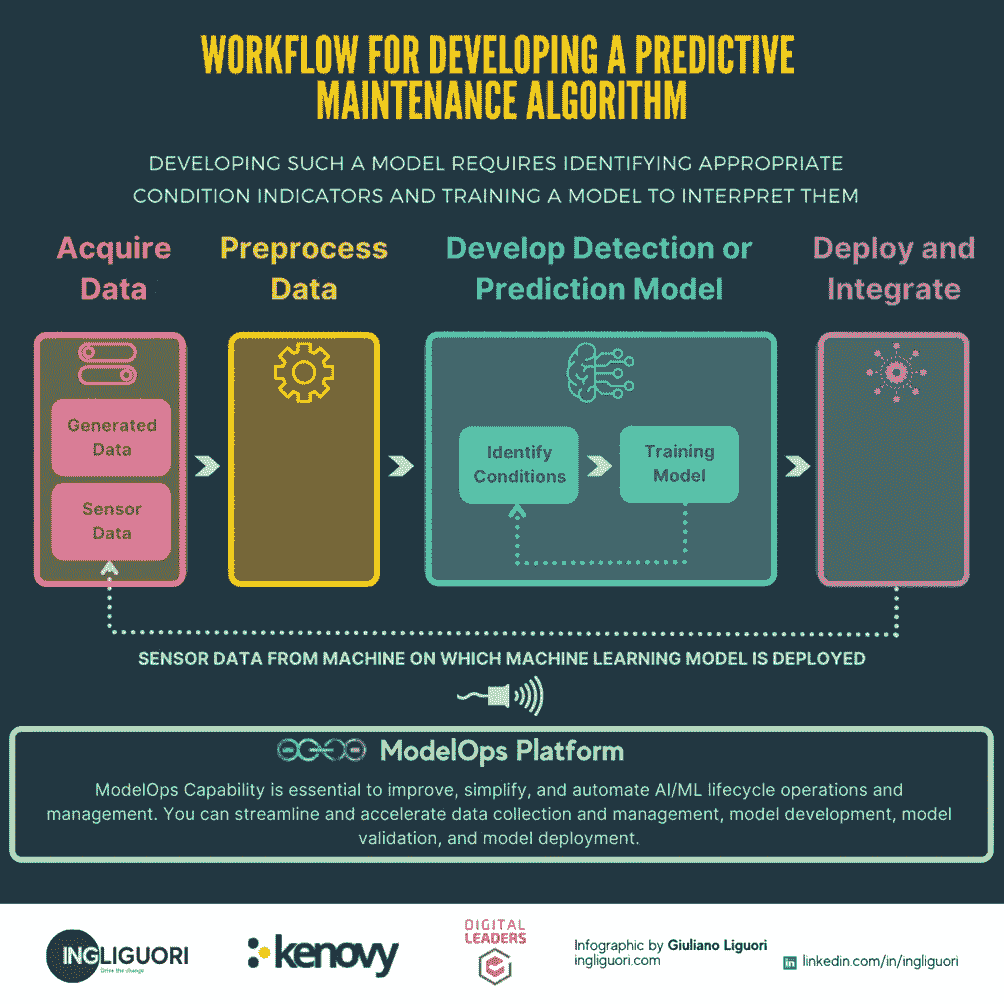 WORKFLOW FOR DEVELOPING A PREDICTIVE
MAINTENANCE ALGORITHM
DEVELOPING SUCH A MODEL REQUIRES IDENTIFYING APPROPRIATE
CONDITION INDICATORS AND TRAINING A MODEL TO INTERPRET THEM
Acquire
Data
Preprocess
Data
Develop Detection or
Prediction Model
Deploy and
Integrate
Generated
Data
Sensor
Data
Identify
Conditions
Training
Model
SENSOR DATA FROM MACHINE ON WHICH MACHINE LEARNING MODEL IS DEPLOYED
ModelOps Platform
ModelOps Capability is essential to improve, simplify, and automate AI/ML lifecycle operations and
management. You can streamline and accelerate data collection and management, model development, model
validation, and model deployment.
INGLIGUORI
Drive the change
kenovy
DIGITAL
LEADERS
Infographic by Giuliano Liguori
ingliguori.com
in linkedin.com/in/ingliguori